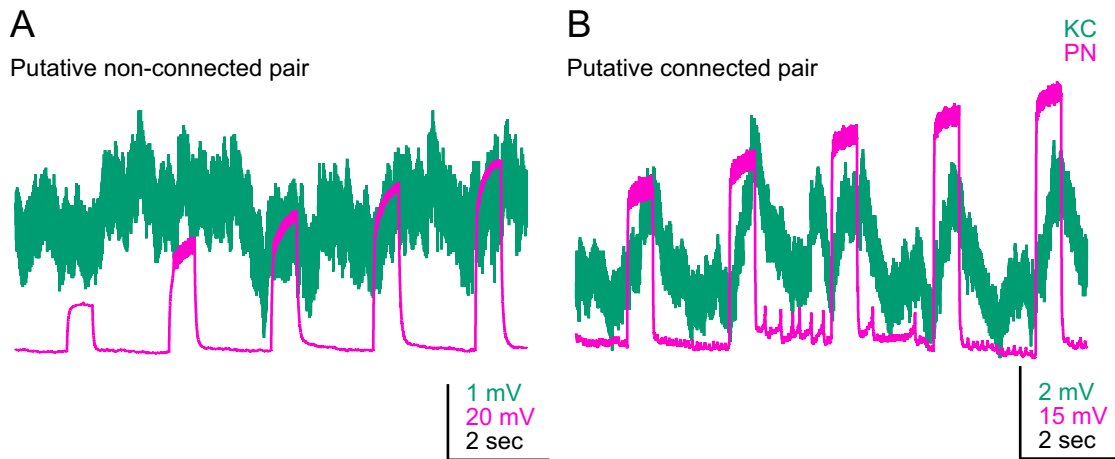 A
Putative non-connected pair
1 mV
20 mV
2 sec
B
Putative connected pair
KC
PN
2 mV
15 mV
2 sec